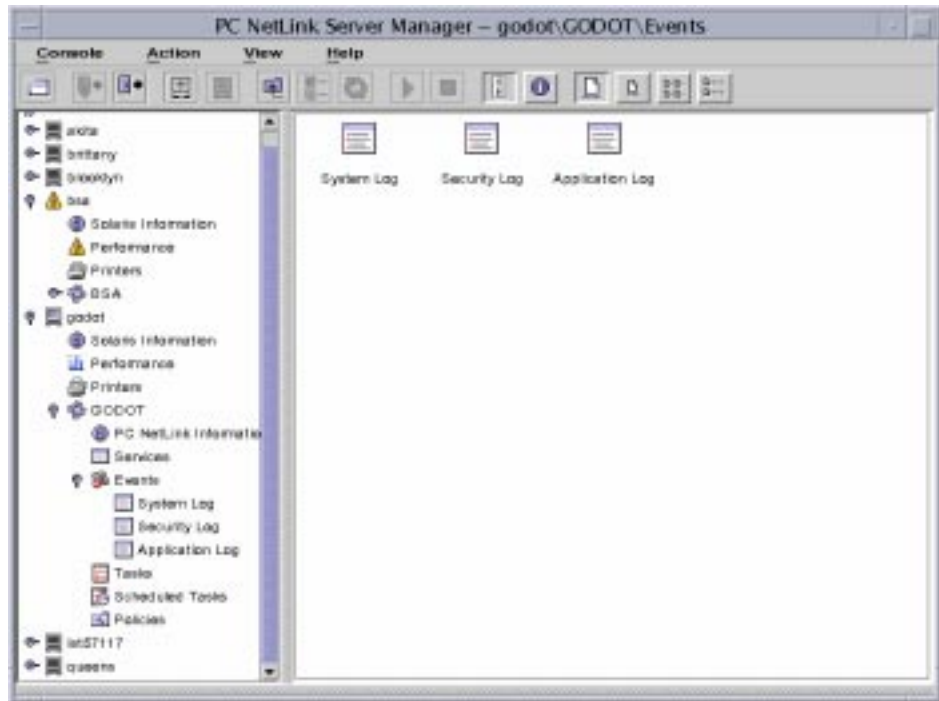 PC NetLink Server Manager – godot\GODOT\Events
Console Action View Help
akita
brittany
brooklyn
bsa
Solaris Information
Performance
Printers
BSA
godot
Solaris Information
Performance
Printers
GODOT
PC NetLink Informatio
Services
Events
System Log
Security Log
Application Log
Tasks
Scheduled Tasks
Policies
queens
System Log Security Log Application Log